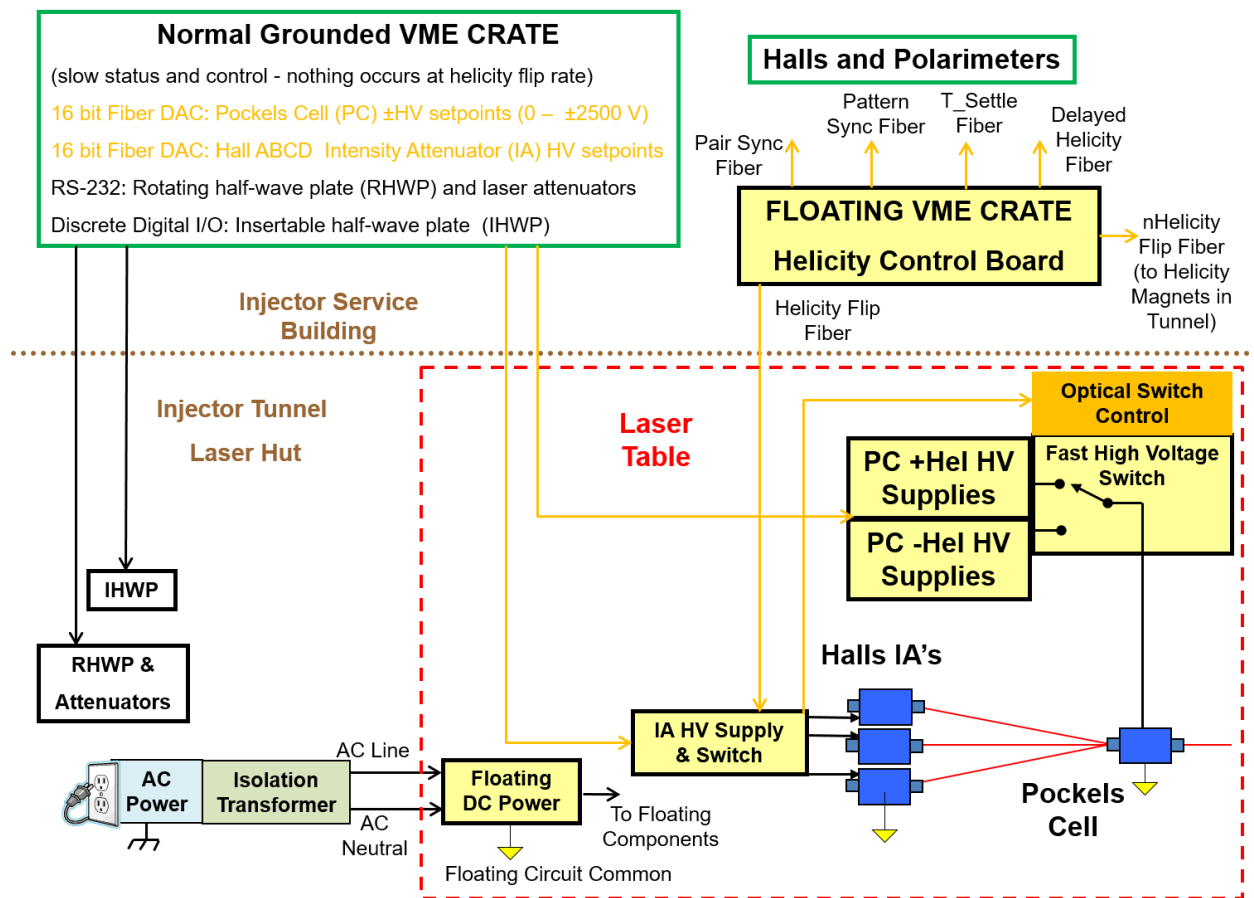 Normal Grounded VME CRATE
(slow status and control - nothing occurs at helicity flip rate)
16 bit Fiber DAC: Pockels Cell (PC) ±HV setpoints (0 – ±2500 V)
16 bit Fiber DAC: Hall ABCD Intensity Attenuator (IA) HV setpoints
RS-232: Rotating half-wave plate (RHWP) and laser attenuators
Discrete Digital I/O: Insertable half-wave plate (IHWP)
Halls and Polarimeters
Pair Sync
Fiber
Pattern
Sync Fiber
T_Settle
Fiber
Delayed
Helicity
Fiber
FLOATING VME CRATE
Helicity Control Board
nHelicity
Flip Fiber
(to Helicity
Magnets in
Tunnel)
Helicity Flip
Fiber
Injector Service
Building
Injector Tunnel
Laser Hut
Laser
Table
Optical Switch
Control
Fast High Voltage
Switch
PC +Hel HV
Supplies
PC -Hel HV
Supplies
IHWP
RHWP &
Attenuators
Halls IA's
IA HV Supply
& Switch
Pockels
Cell
AC
Power
Isolation
Transformer
AC Line
AC
Neutral
Floating
DC Power
To Floating
Components
Floating Circuit Common